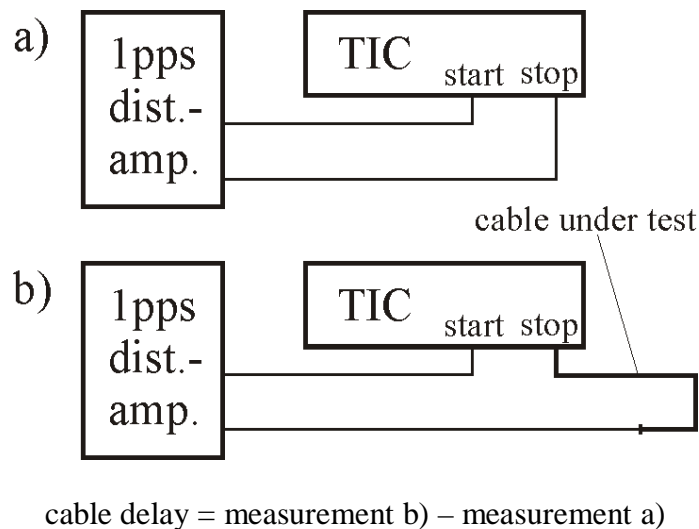 a)
1pps
dist.-
amp.
TIC
start stop
cable under test
b)
1pps
dist.-
amp.
TIC
start stop
cable delay = measurement b) – measurement a)